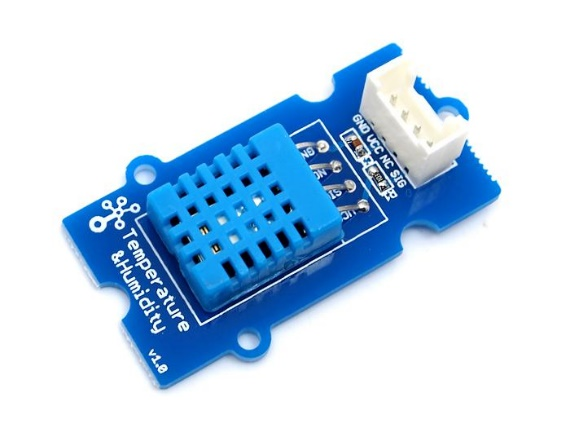 GND VCC NC SIG
Temperature
&Humidity
v1.0